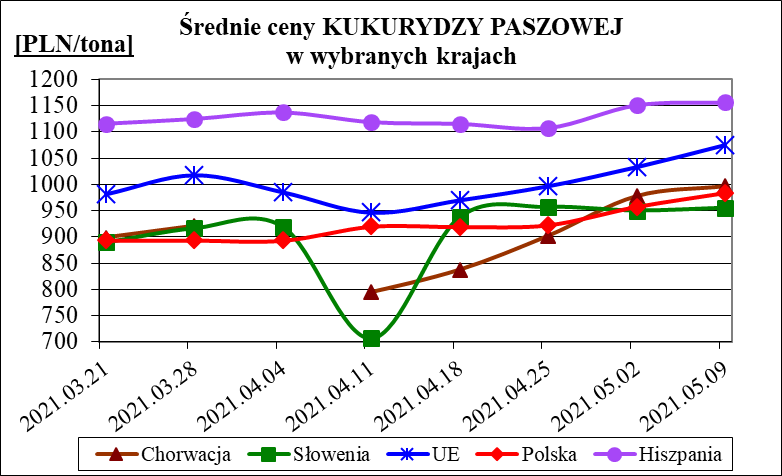 Średnie ceny KUKURYDZY PASZOWEJ
w wybranych krajach
[PLN/tona]
1200
1150
1100
1050
1000
950
900
850
800
750
700
2021.03.21
2021.03.28
2021.04.04
2021.04.11
2021.04.18
2021.04.25
2021.05.02
2021.05.09
Chorwacja
Słowenia
UE
Polska
Hiszpania